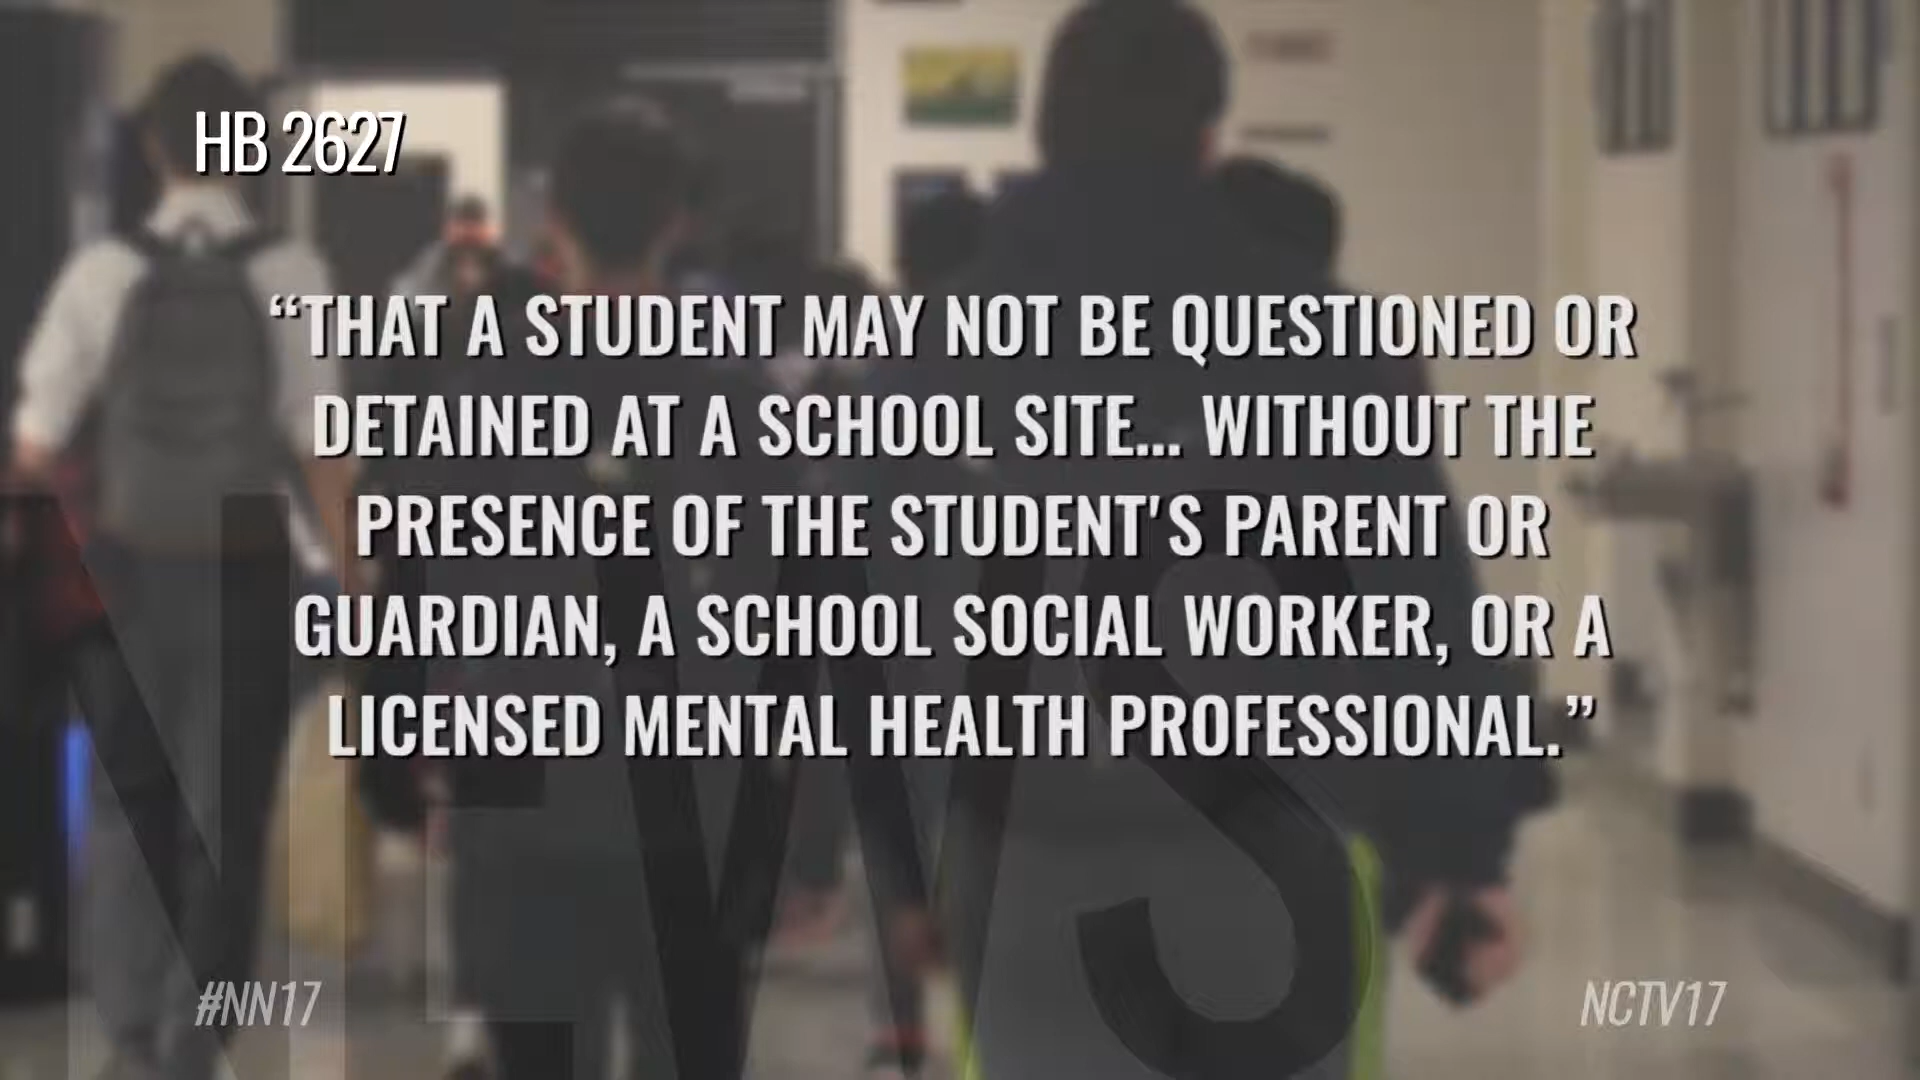 HB 2627
“THAT A STUDENT MAY NOT BE QUESTIONED OR
DETAINED AT A SCHOOL SITE... WITHOUT THE
PRESENCE OF THE STUDENT'S PARENT OR
GUARDIAN, A SCHOOL SOCIAL WORKER, OR A
LICENSED MENTAL HEALTH PROFESSIONAL.”
NEWS
#NN17
NCTV17